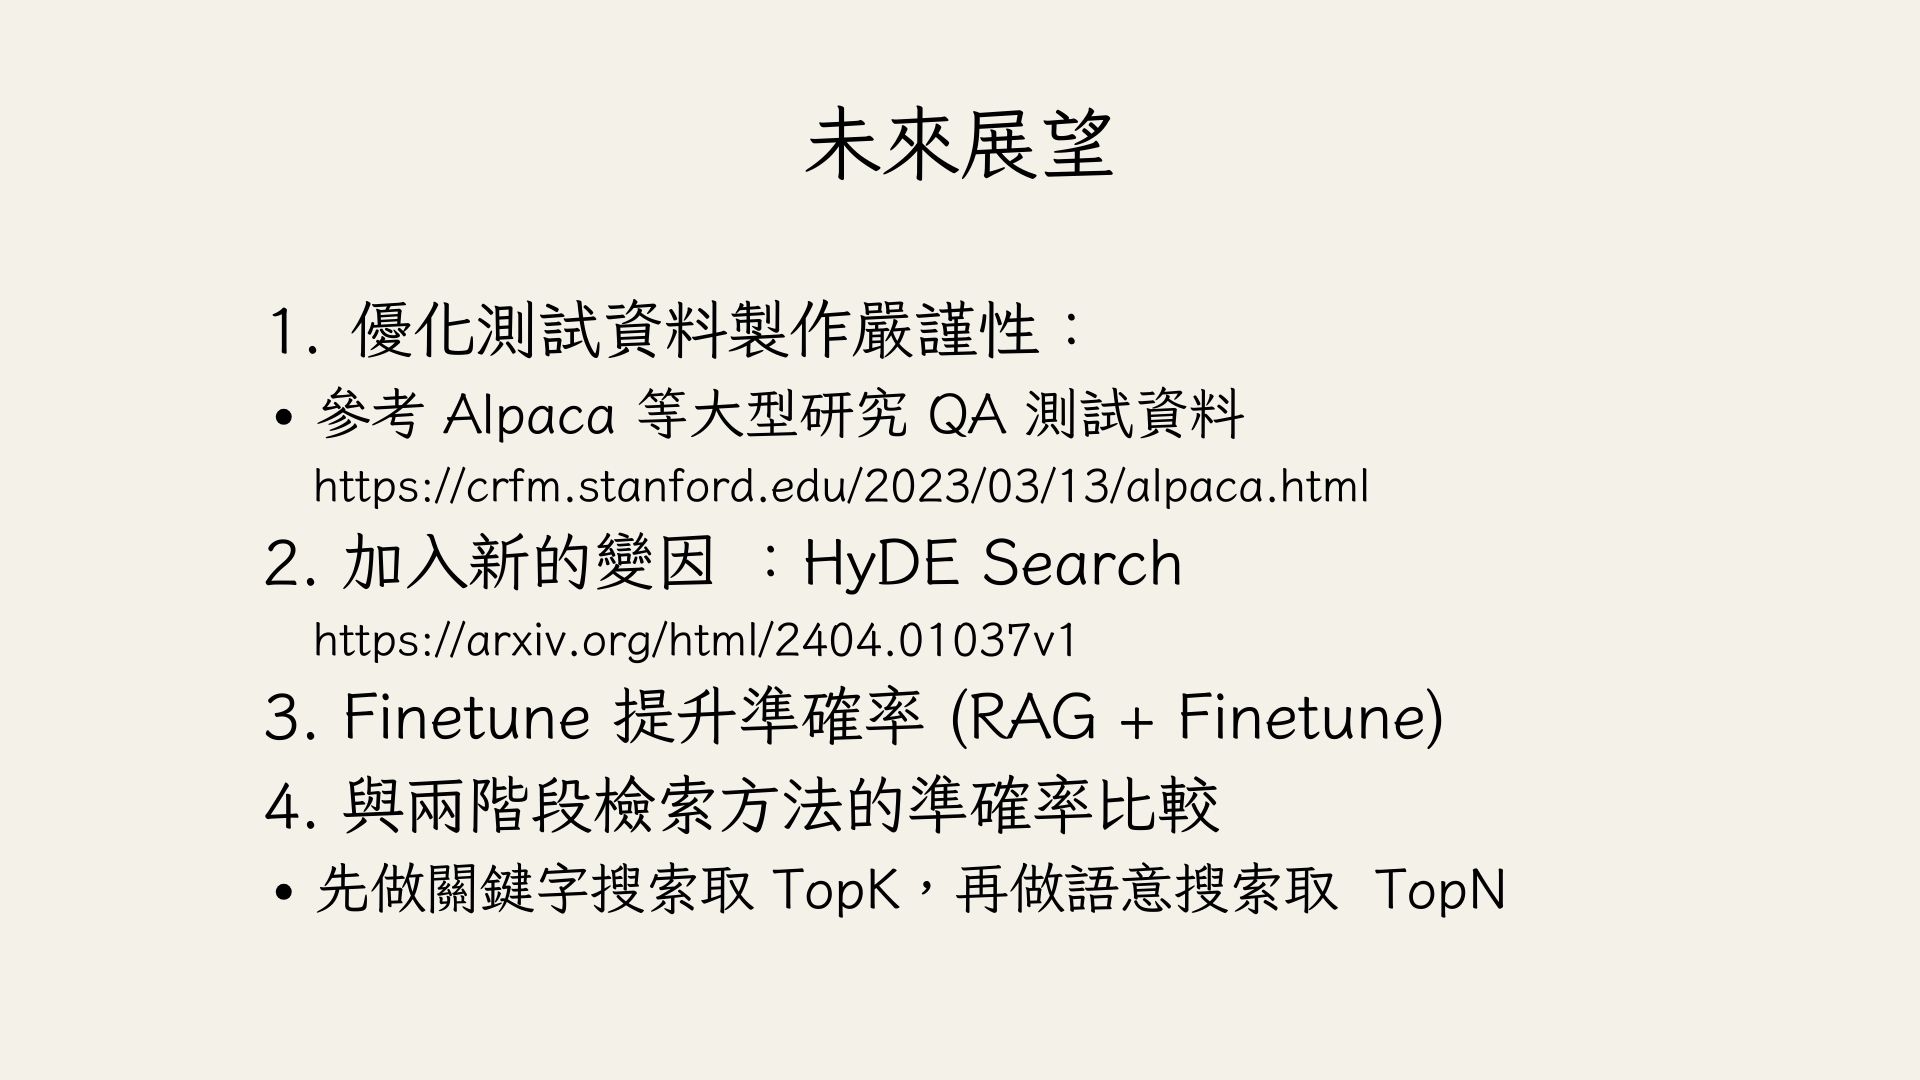 未來展望
1. 優化測試資料製作嚴謹性：
• 參考 Alpaca 等大型研究 QA 測試資料
https://crfm.stanford.edu/2023/03/13/alpaca.html
2. 加入新的變因 ：HyDE Search
https://arxiv.org/html/2404.01037v1
3. Finetune 提升準確率 (RAG + Finetune)
4. 與兩階段檢索方法的準確率比較
• 先做關鍵字搜索取 TopK，再做語意搜索取 TopN